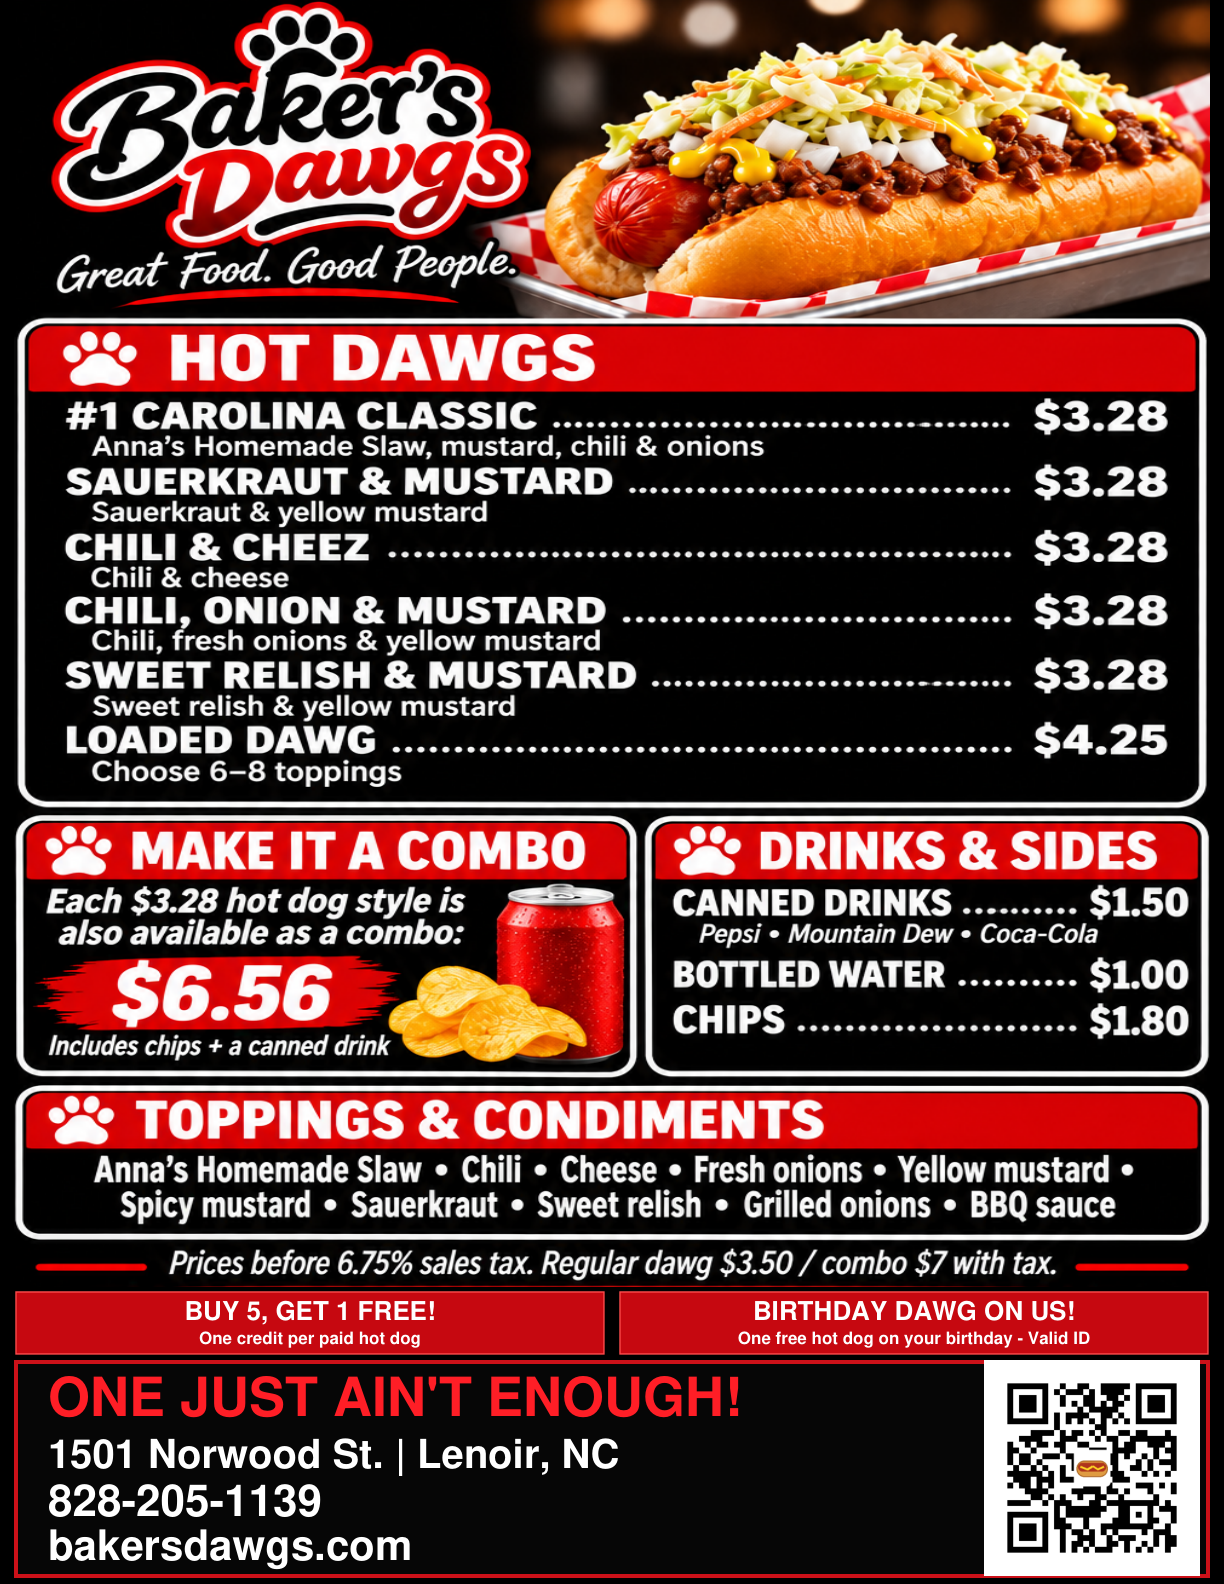 Baker's
Dawgs
Great Food. Good People.
HOT DAWGS
#1 CAROLINA CLASSIC ........................................ $3.28
Anna's Homemade Slaw, mustard, chili & onions
SAUERKRAUT & MUSTARD .................................. $3.28
Sauerkraut & yellow mustard
CHILI & CHEEZ ....................................................... $3.28
Chili & cheese
CHILI, ONION & MUSTARD .................................. $3.28
Chili, fresh onions & yellow mustard
SWEET RELISH & MUSTARD ................................ $3.28
Sweet relish & yellow mustard
LOADED DAWG ...................................................... $4.25
Choose 6–8 toppings
MAKE IT A COMBO
Each $3.28 hot dog style is
also available as a combo:
$6.56
Includes chips + a canned drink
DRINKS & SIDES
CANNED DRINKS .......... $1.50
Pepsi • Mountain Dew • Coca-Cola
BOTTLED WATER .......... $1.00
CHIPS ........................ $1.80
TOPPINGS & CONDIMENTS
Anna's Homemade Slaw • Chili • Cheese • Fresh onions • Yellow mustard •
Spicy mustard • Sauerkraut • Sweet relish • Grilled onions • BBQ sauce
Prices before 6.75% sales tax. Regular dawg $3.50 / combo $7 with tax.
BUY 5, GET 1 FREE!
One credit per paid hot dog
BIRTHDAY DAWG ON US!
One free hot dog on your birthday - Valid ID
ONE JUST AIN'T ENOUGH!
1501 Norwood St. | Lenoir, NC
828-205-1139
bakersdawgs.com